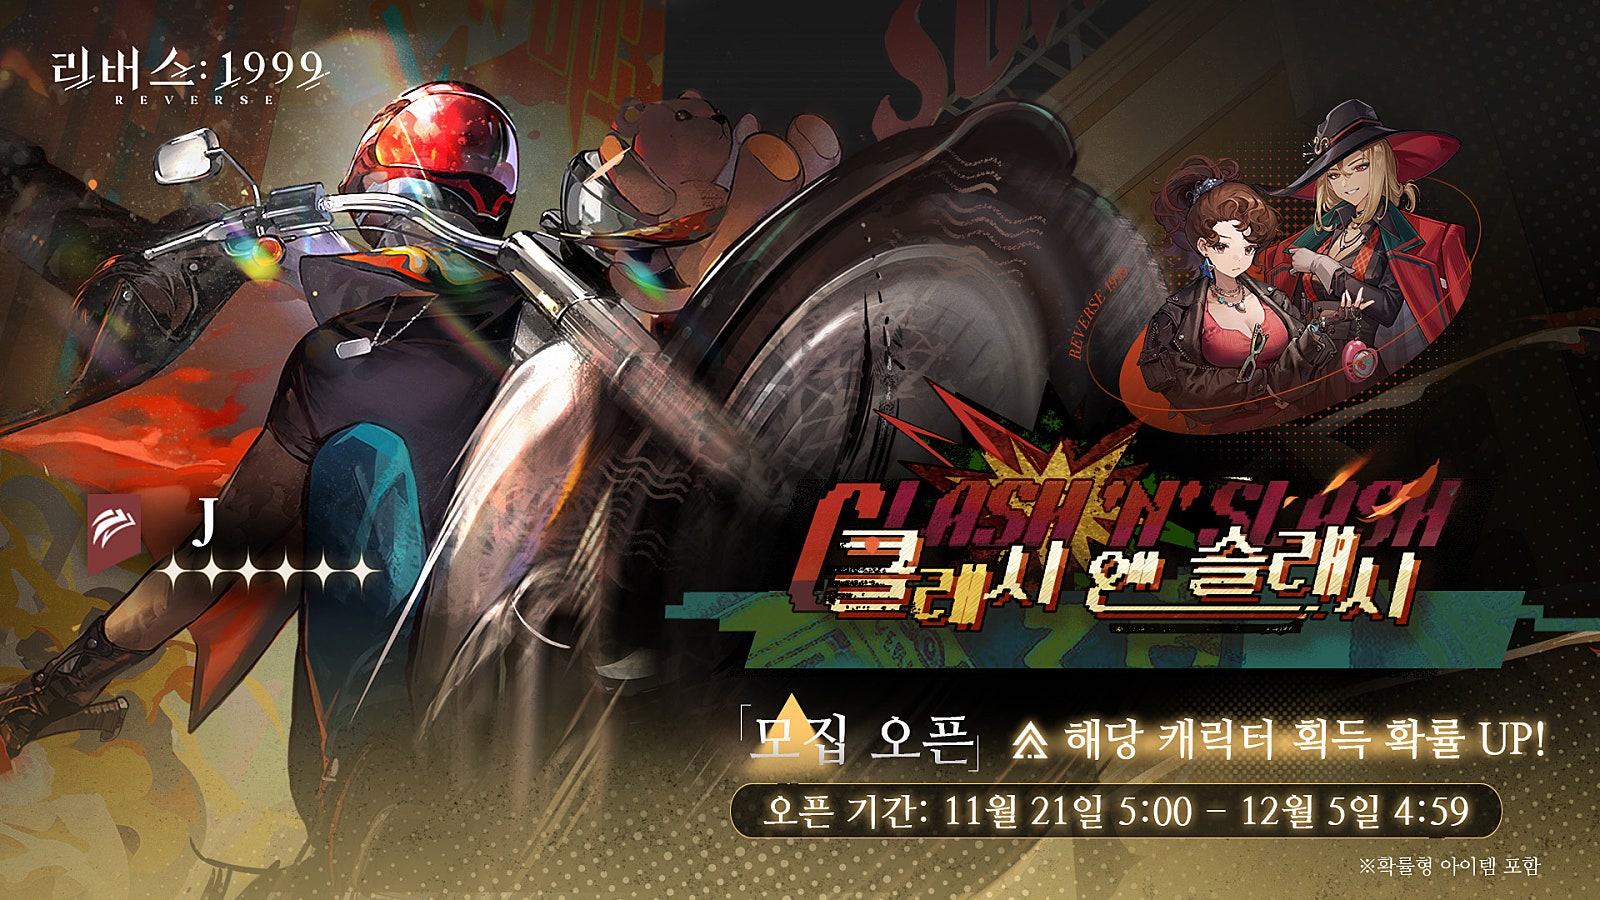 리버스: 1999
REVERSE
REVERSE 1999
J
CLASH 'N' SLASH
클래시 앤 슬래시
「모집 오픈」 해당 캐릭터 획득 확률 UP!
오픈 기간: 11월 21일 5:00 – 12월 5일 4:59
※확률형 아이템 포함